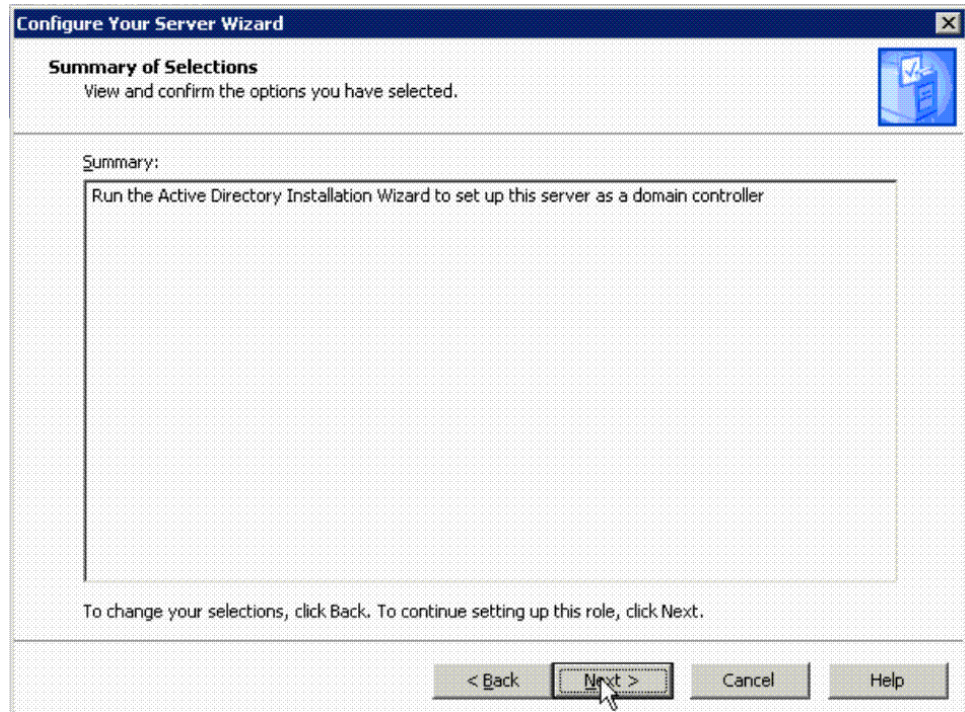 Configure Your Server Wizard
Summary of Selections
View and confirm the options you have selected.
Summary:
Run the Active Directory Installation Wizard to set up this server as a domain controller
To change your selections, click Back. To continue setting up this role, click Next.
< Back
Next >
Cancel
Help